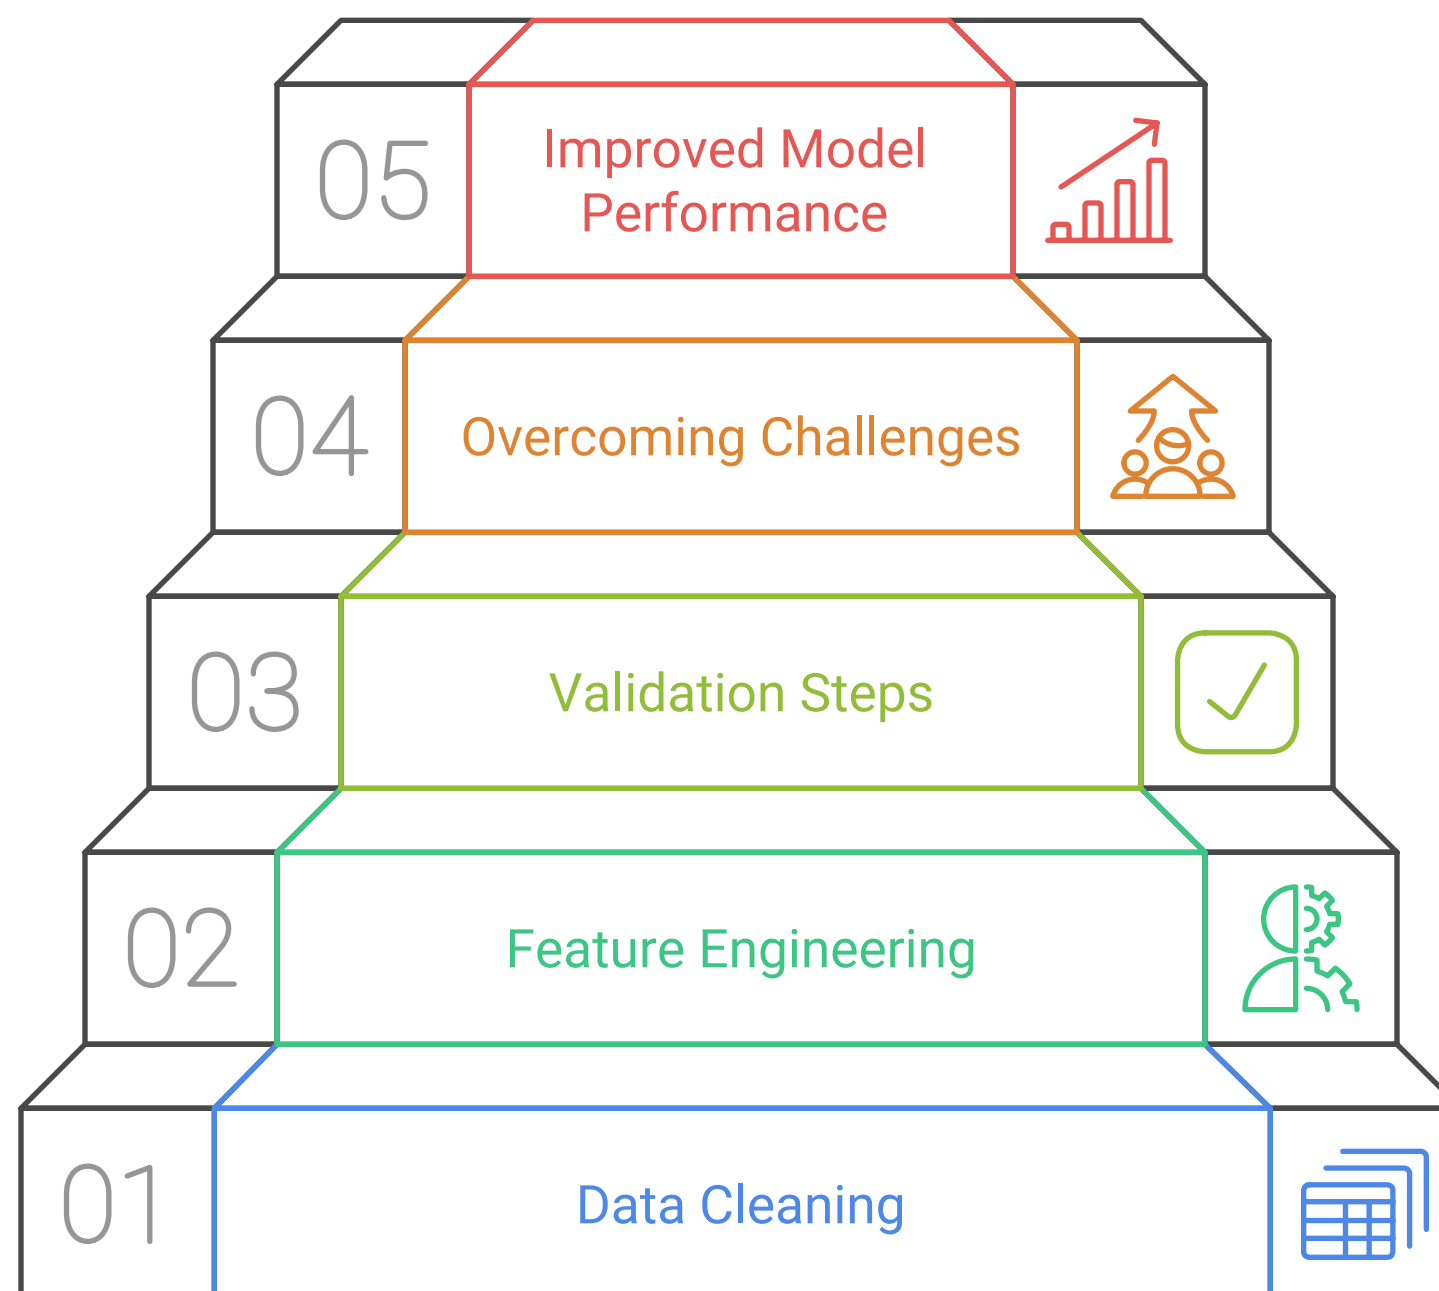 05
Improved Model
Performance
04
Overcoming Challenges
03
Validation Steps
02
Feature Engineering
01
Data Cleaning